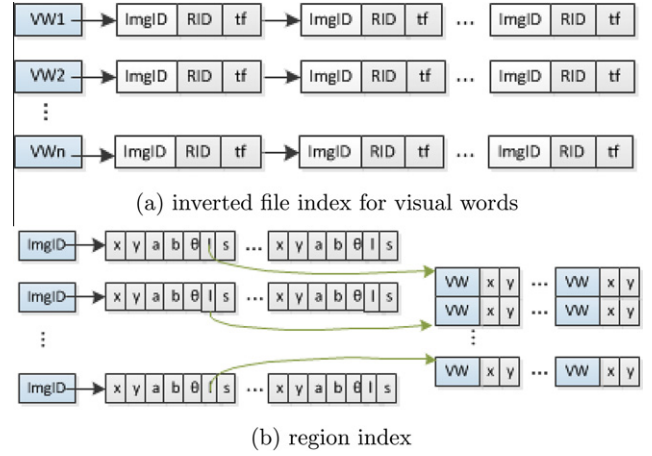 VW1 ImgID RID tf ImgID RID tf ... ImgID RID tf
VW2 ImgID RID tf ImgID RID tf ... ImgID RID tf
VWn ImgID RID tf ImgID RID tf ... ImgID RID tf
(a) inverted file index for visual words
ImgID x y a b θ l s ... x y a b θ l s
VW x y ... VW x y
ImgID x y a b θ l s ... x y a b θ l s
VW x y ... VW x y
VW x y ... VW x y
ImgID x y a b θ l s ... x y a b θ l s
(b) region index